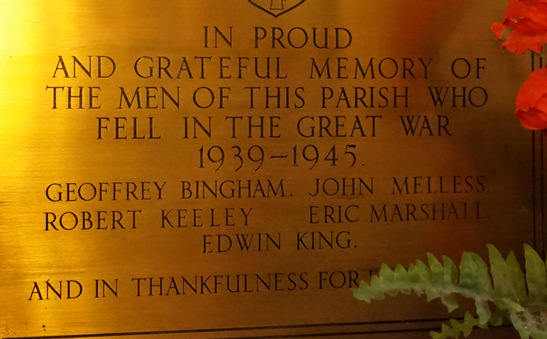 IN PROUD
AND GRATEFUL MEMORY OF
THE MEN OF THIS PARISH WHO
FELL IN THE GREAT WAR
1939-1945.
GEOFFREY BINGHAM. JOHN MELLESS.
ROBERT KEELEY ERIC MARSHALL
EDWIN KING.
AND IN THANKFULNESS FOR